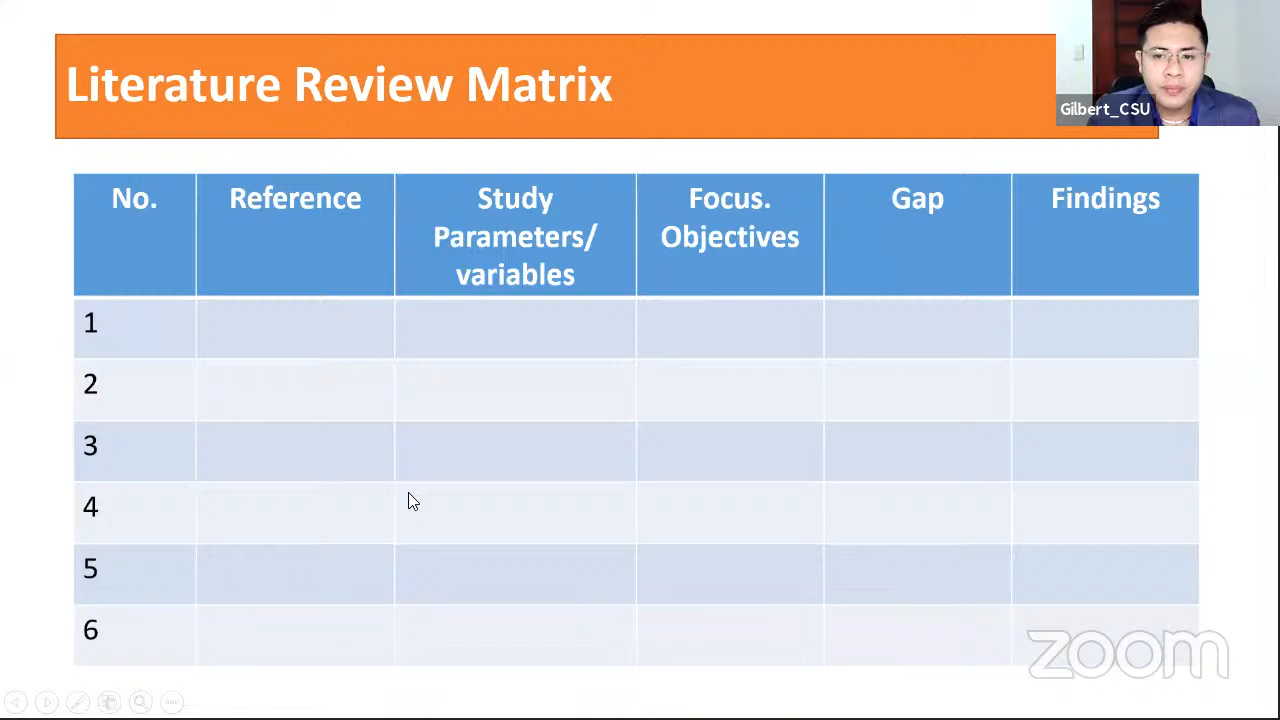 Literature Review Matrix
Gilbert_CSU
No.
Reference
Study
Parameters/
variables
Focus.
Objectives
Gap
Findings
1
2
3
4
5
6
zoom